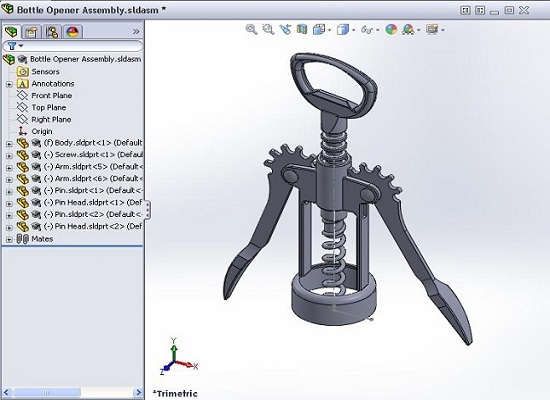 Bottle Opener Assembly.sldasm *
»
Bottle Opener Assembly.sldasm
Sensors
A Annotations
Front Plane
Top Plane
Right Plane
Origin
(f) Body.sldprt<1> (Default<
(-) Screw.sldprt<1> (Defaul
(-) Arm.sldprt<5> (Default<
(-) Arm.sldprt<6> (Default<
(-) Pin.sldprt<1> (Default<-
(-) Pin Head.sldprt<1> (Def
(-) Pin.sldprt<2> (Default<-
(-) Pin Head.sldprt<2> (Def
Mates
Y
X
Z
*Trimetric